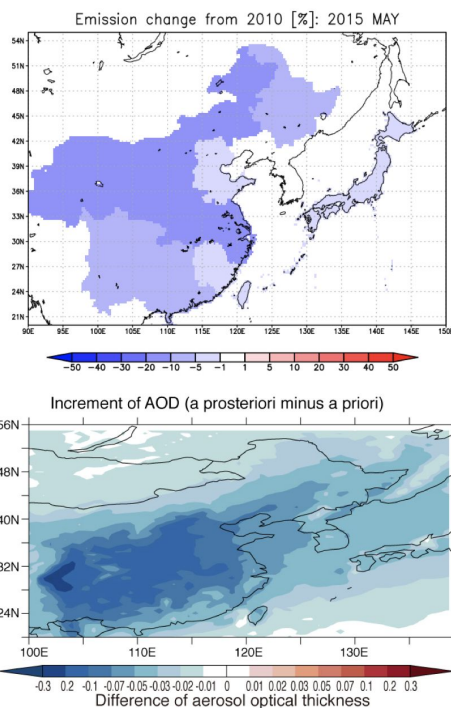 Emission change from 2010 [%]: 2015 MAY
54N
51N
48N
45N
42N
39N
36N
33N
30N
27N
24N
21N
90E 95E 100E 105E 110E 115E 120E 125E 130E 135E 140E 145E 150
-50 -40 -30 -20 -10 -5 -1 1 5 10 20 30 40 50
Increment of AOD (a prosteriori minus a priori)
56N
48N
40N
32N
24N
100E 110E 120E 130E
-0.3 0.2 -0.1 -0.07 -0.05 -0.03 -0.02 -0.01 0 0.01 0.02 0.03 0.05 0.07 0.1 0.2 0.3
Difference of aerosol optical thickness